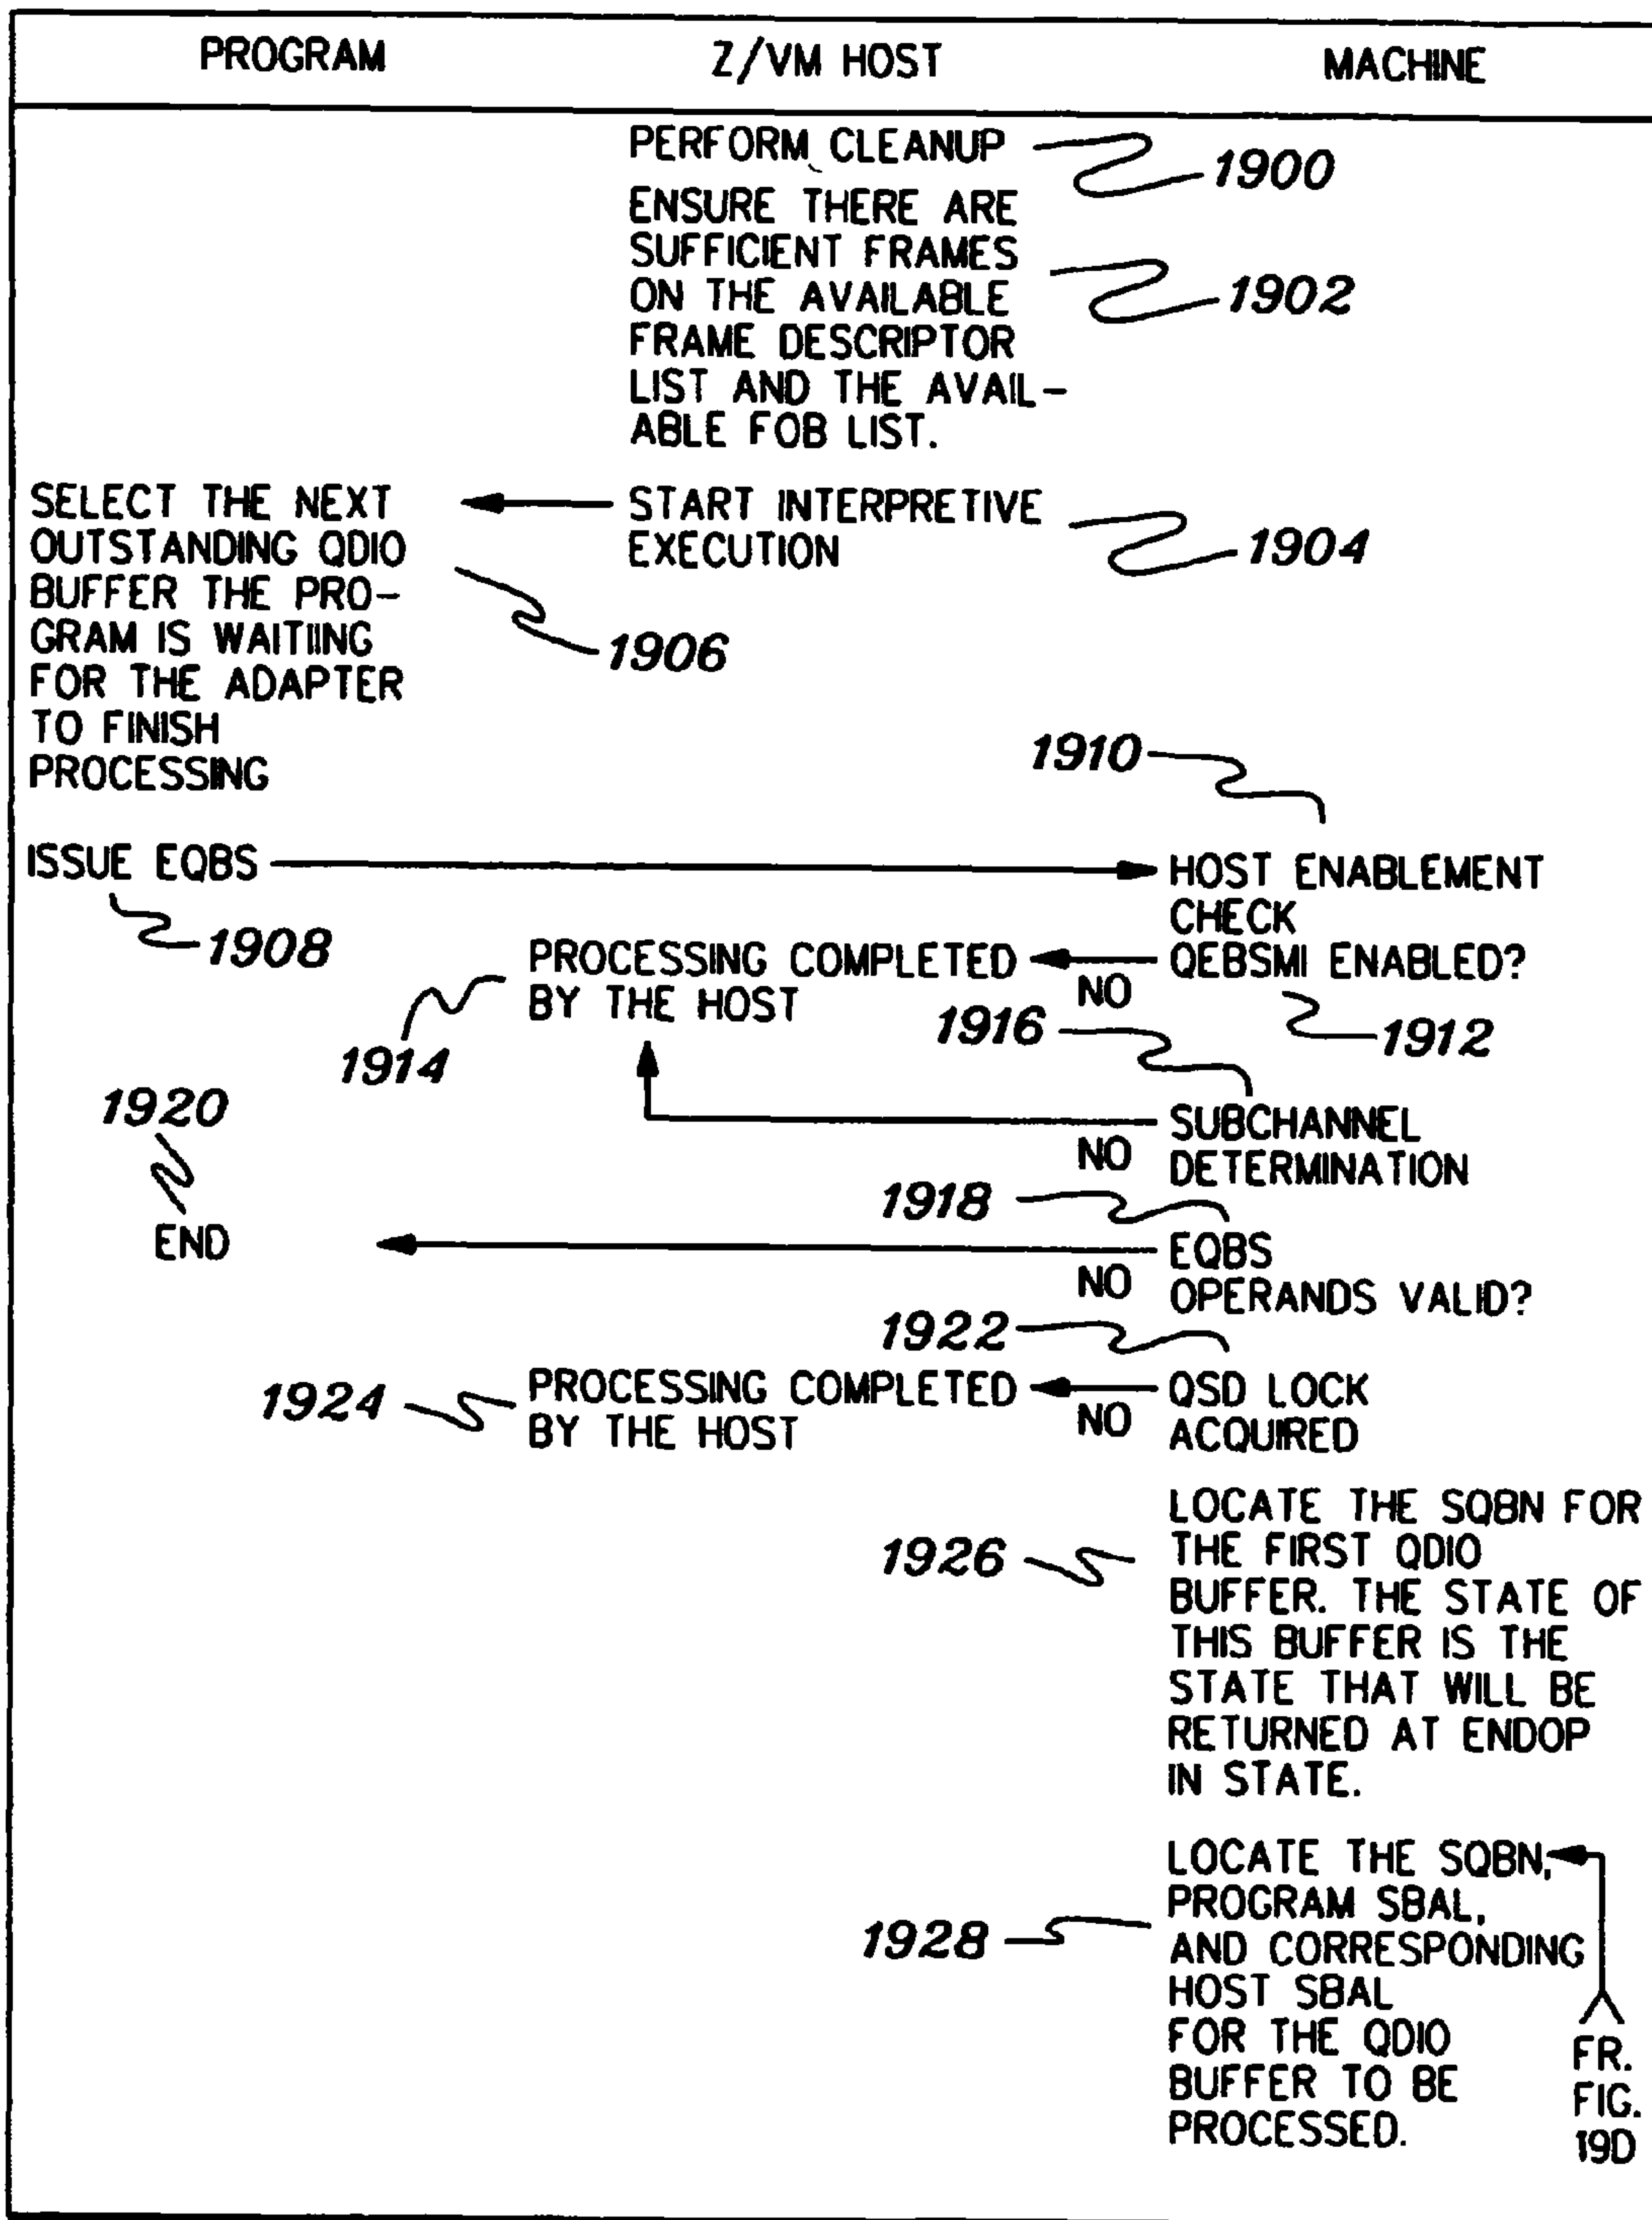 PROGRAM
Z/VM HOST
MACHINE
PERFORM CLEANUP
1900
ENSURE THERE ARE
SUFFICIENT FRAMES
ON THE AVAILABLE
FRAME DESCRIPTOR
LIST AND THE AVAIL-
ABLE FOB LIST.
1902
START INTERPRETIVE
EXECUTION
1904
SELECT THE NEXT
OUTSTANDING QDIO
BUFFER THE PRO-
GRAM IS WAITIING
FOR THE ADAPTER
TO FINISH
PROCESSING
1906
1910
ISSUE EQBS
1908
HOST ENABLEMENT
CHECK
QEBSMI ENABLED?
1912
NO
PROCESSING COMPLETED
BY THE HOST
1914
1916
SUBCHANNEL
DETERMINATION
NO
1918
EQBS
OPERANDS VALID?
NO
1920
END
1922
QSD LOCK
ACQUIRED
NO
PROCESSING COMPLETED
BY THE HOST
1924
LOCATE THE SQBN FOR
THE FIRST QDIO
BUFFER. THE STATE OF
THIS BUFFER IS THE
STATE THAT WILL BE
RETURNED AT ENDOP
IN STATE.
1926
LOCATE THE SQBN,
PROGRAM SBAL,
AND CORRESPONDING
HOST SBAL
FOR THE QDIO
BUFFER TO BE
PROCESSED.
1928
FR.
FIG.
19D